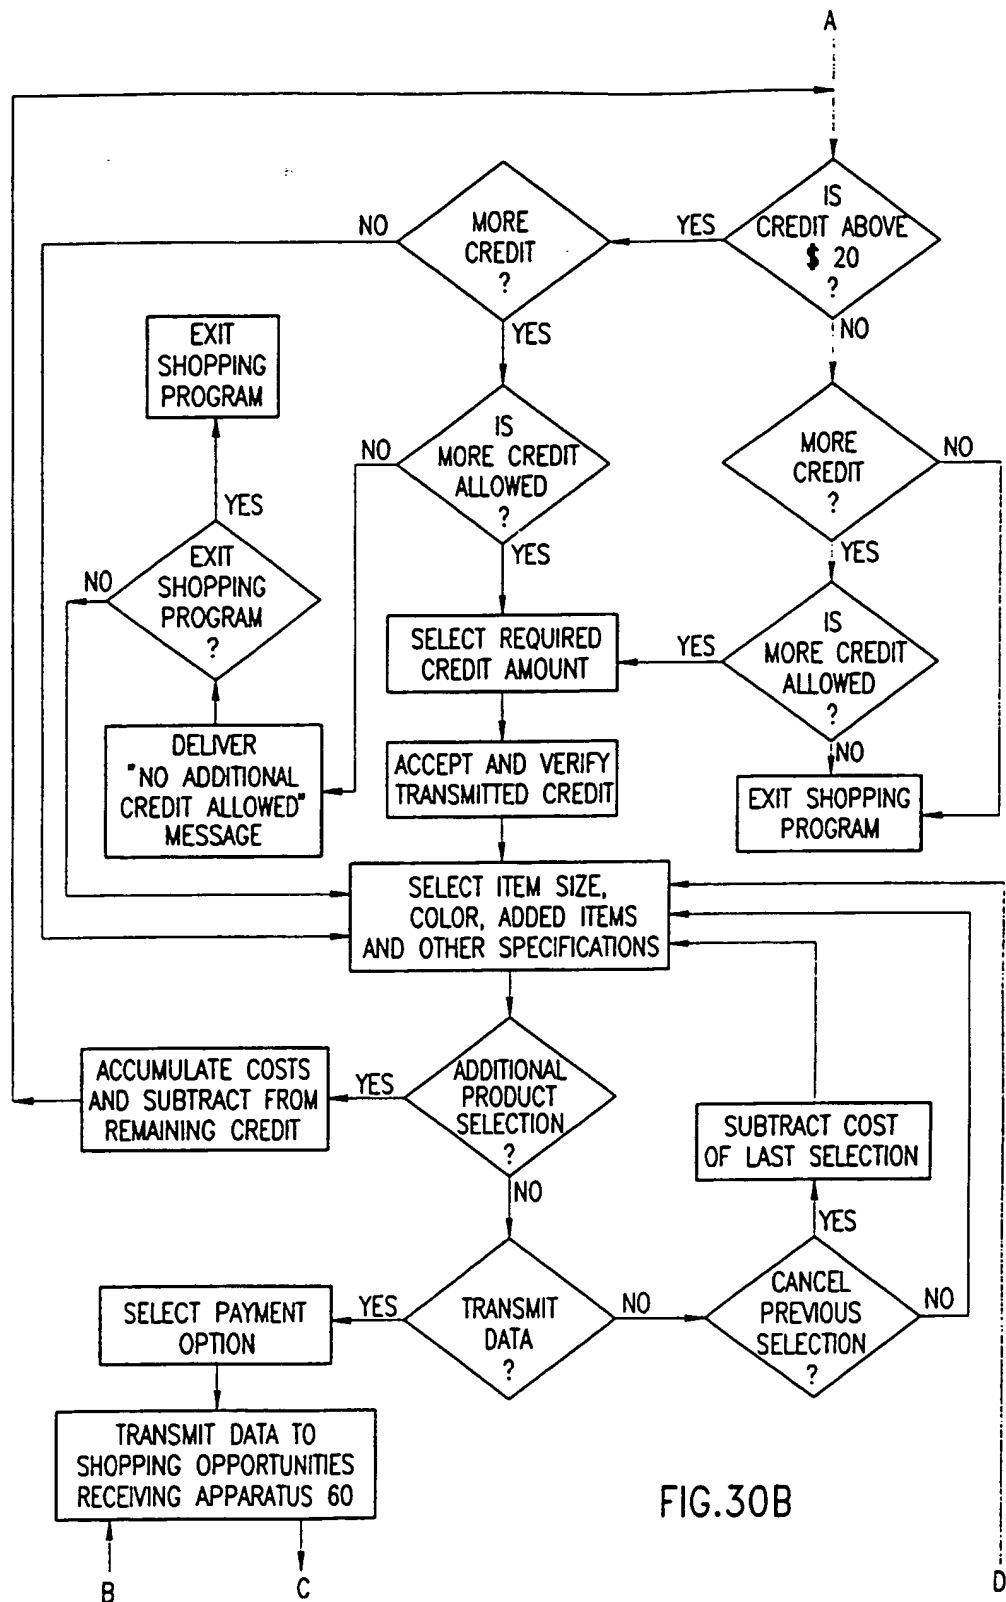 A
IS
CREDIT ABOVE
$ 20
?
YES
NO
MORE
CREDIT
?
NO
YES
EXIT
SHOPPING
PROGRAM
IS
MORE CREDIT
ALLOWED
?
NO
YES
MORE
CREDIT
?
NO
YES
YES
EXIT
SHOPPING
PROGRAM
?
NO
SELECT REQUIRED
CREDIT AMOUNT
YES
IS
MORE CREDIT
ALLOWED
?
NO
DELIVER
"NO ADDITIONAL
CREDIT ALLOWED"
MESSAGE
ACCEPT AND VERIFY
TRANSMITTED CREDIT
EXIT SHOPPING
PROGRAM
SELECT ITEM SIZE,
COLOR, ADDED ITEMS
AND OTHER SPECIFICATIONS
ACCUMULATE COSTS
AND SUBTRACT FROM
REMAINING CREDIT
YES
ADDITIONAL
PRODUCT
SELECTION
?
NO
SUBTRACT COST
OF LAST SELECTION
YES
SELECT PAYMENT
OPTION
YES
TRANSMIT
DATA
?
NO
CANCEL
PREVIOUS
SELECTION
?
NO
TRANSMIT DATA TO
SHOPPING OPPORTUNITIES
RECEIVING APPARATUS 60
FIG.30B
B
C
D